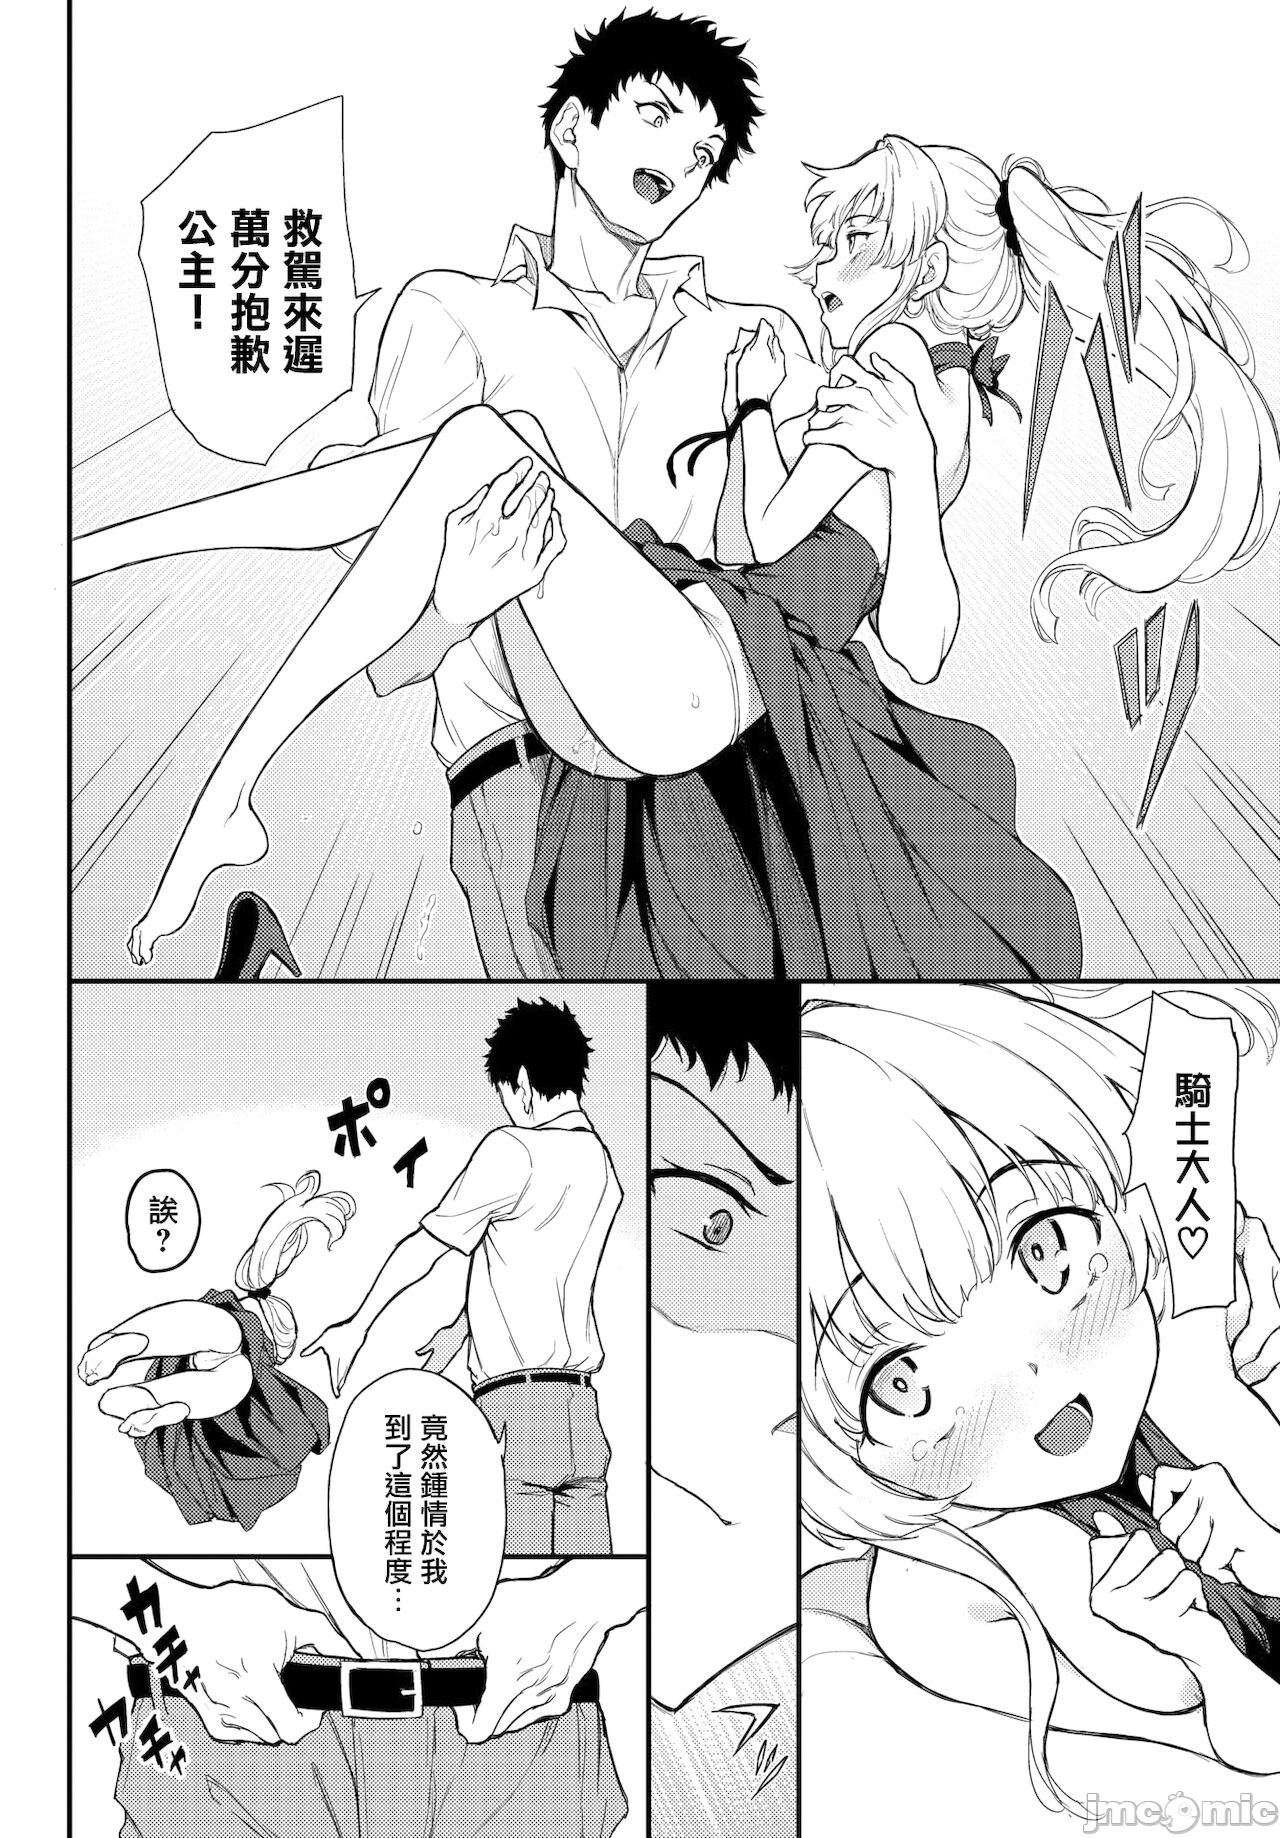 救駕來遲
萬分抱歉
公主！
騎士大人♡
ポイ
誒？
竟然鍾情於我
到了這個程度…
カチャ
カチャ
jmcomic